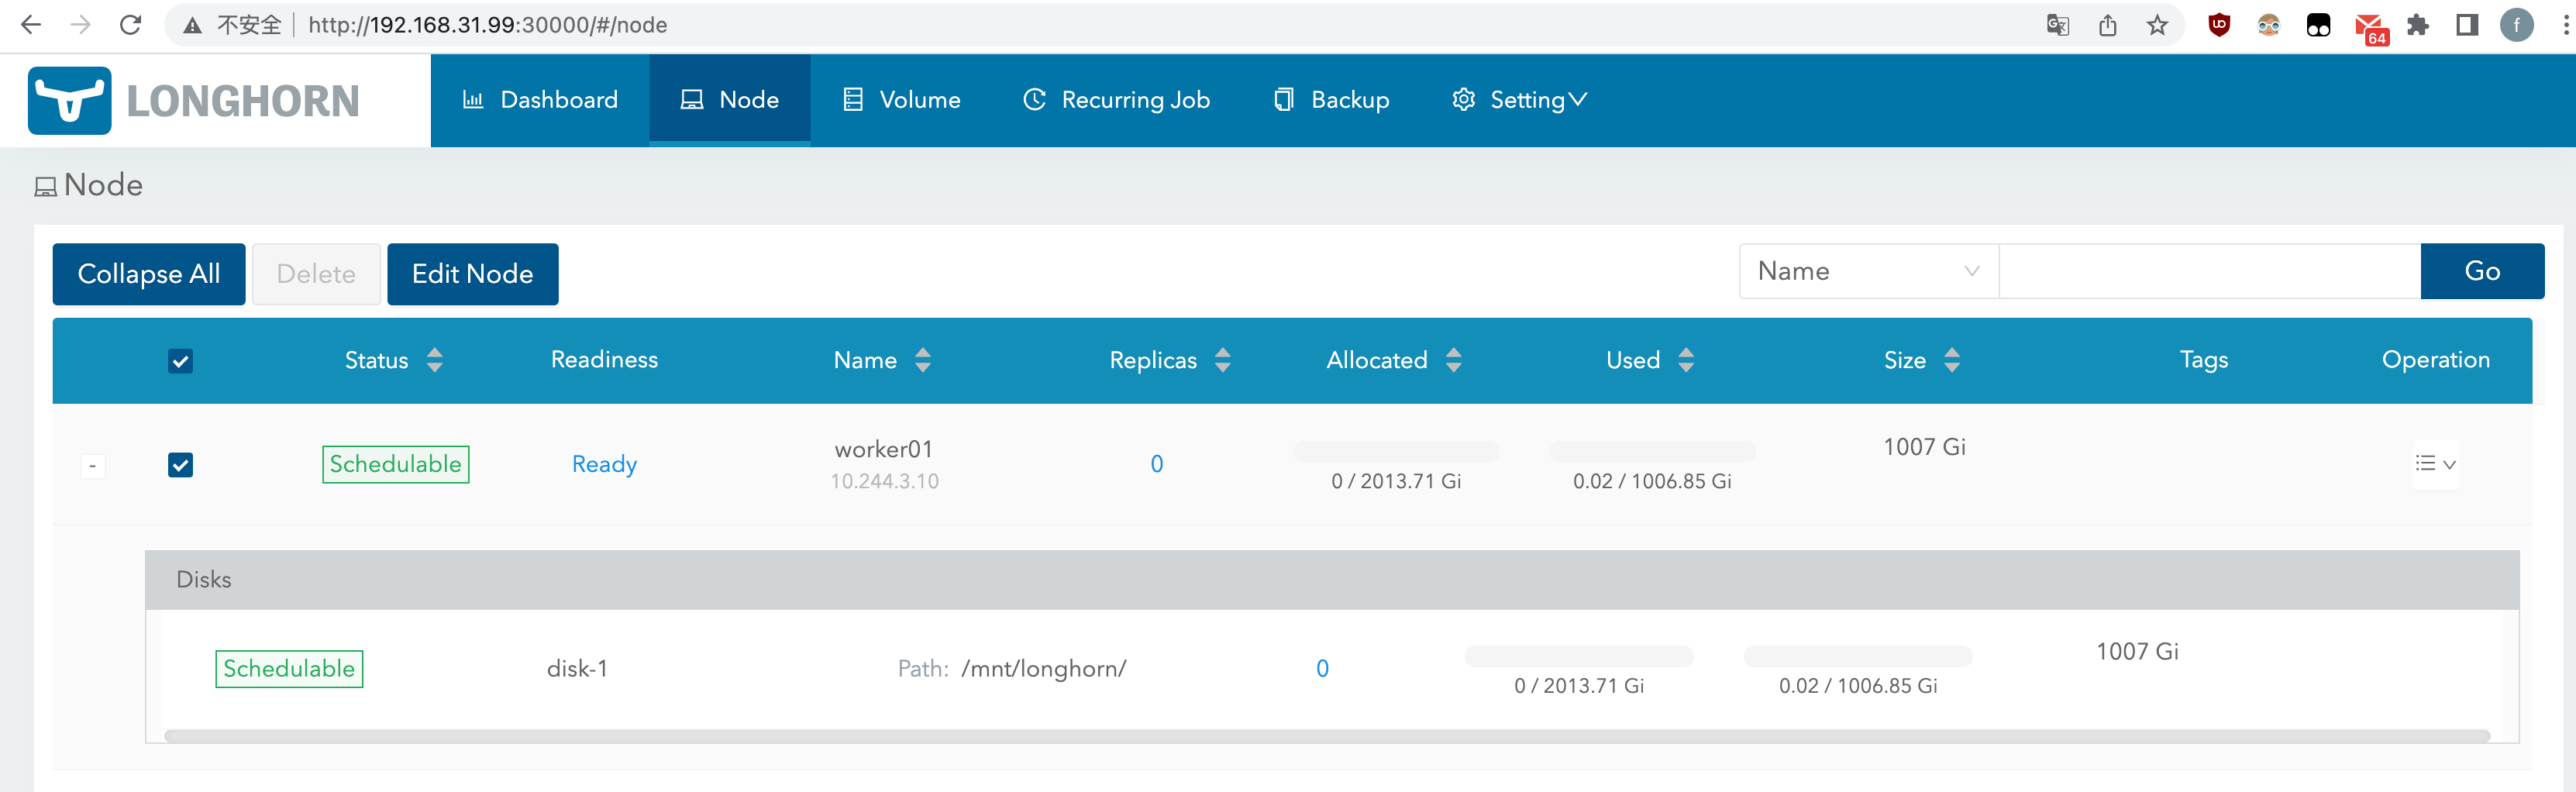 不安全 http://192.168.31.99:30000/#/node
64
f
LONGHORN
Dashboard
Node
Volume
Recurring Job
Backup
Setting
Node
Collapse All
Delete
Edit Node
Name
Go
Status Readiness Name Replicas Allocated Used Size Tags Operation
- Schedulable Ready worker01 0 1007 Gi
10.244.3.10 0 / 2013.71 Gi 0.02 / 1006.85 Gi
Disks
Schedulable disk-1 Path: /mnt/longhorn/ 0 1007 Gi
0 / 2013.71 Gi 0.02 / 1006.85 Gi